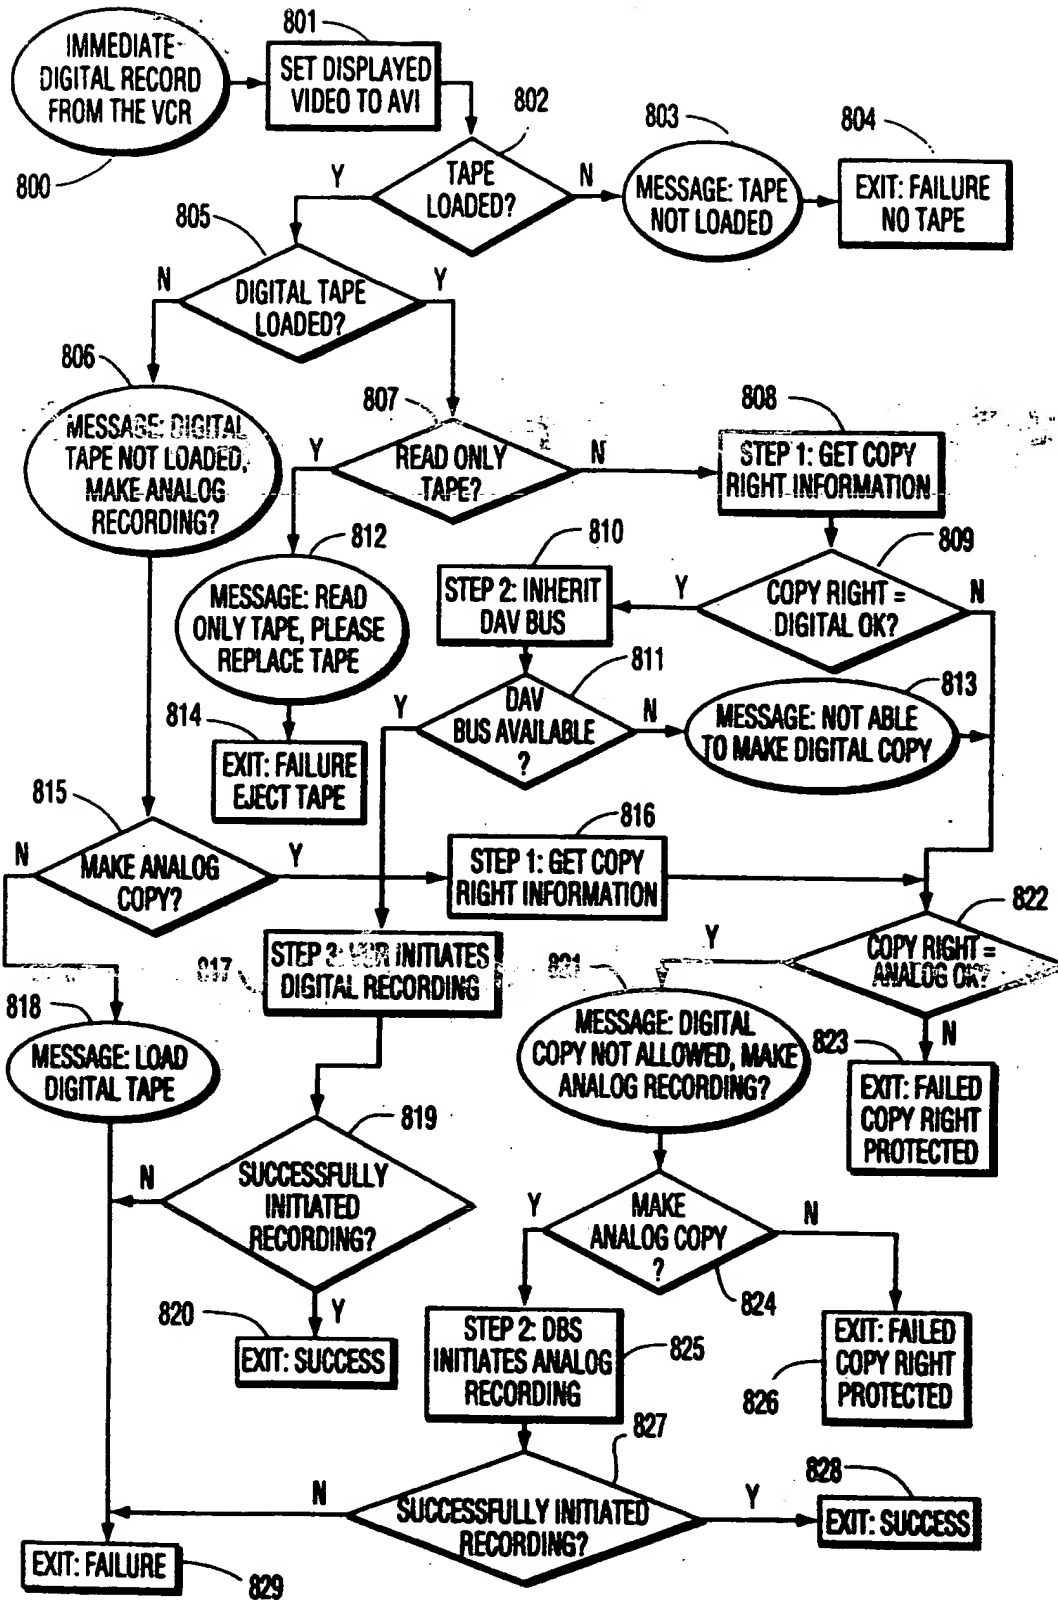 801
IMMEDIATE
DIGITAL RECORD
FROM THE VCR
800
SET DISPLAYED
VIDEO TO AVI
802
TAPE
LOADED?
Y
N
803
MESSAGE: TAPE
NOT LOADED
804
EXIT: FAILURE
NO TAPE
805
DIGITAL TAPE
LOADED?
N
Y
806
MESSAGE: DIGITAL
TAPE NOT LOADED,
MAKE ANALOG
RECORDING?
807
READ ONLY
TAPE?
Y
N
808
STEP 1: GET COPY
RIGHT INFORMATION
809
COPY RIGHT =
DIGITAL OK?
Y
N
810
STEP 2: INHERIT
DAV BUS
812
MESSAGE: READ
ONLY TAPE, PLEASE
REPLACE TAPE
811
DAV
BUS AVAILABLE
?
Y
N
813
MESSAGE: NOT ABLE
TO MAKE DIGITAL COPY
814
EXIT: FAILURE
EJECT TAPE
815
MAKE ANALOG
COPY?
N
Y
816
STEP 1: GET COPY
RIGHT INFORMATION
822
COPY RIGHT =
ANALOG OK?
Y
N
817
STEP 3: VCR INITIATES
DIGITAL RECORDING
821
MESSAGE: DIGITAL
COPY NOT ALLOWED, MAKE
ANALOG RECORDING?
823
EXIT: FAILED
COPY RIGHT
PROTECTED
818
MESSAGE: LOAD
DIGITAL TAPE
819
SUCCESSFULLY
INITIATED
RECORDING?
N
Y
820
EXIT: SUCCESS
MAKE
ANALOG COPY
?
Y
N
824
STEP 2: DBS
INITIATES ANALOG
RECORDING
825
EXIT: FAILED
COPY RIGHT
PROTECTED
826
827
SUCCESSFULLY INITIATED
RECORDING?
N
Y
828
EXIT: SUCCESS
EXIT: FAILURE
829